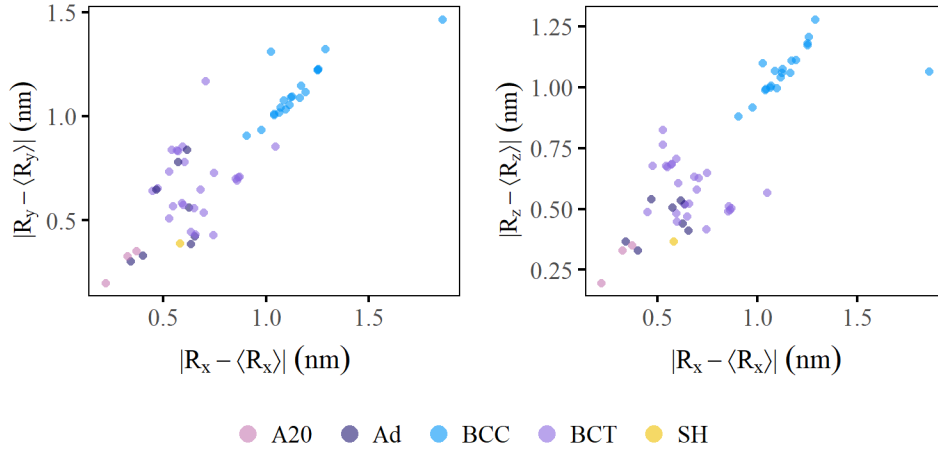 1.5
1.0
0.5
0.5 1.0 1.5
|R_y − ⟨R_y⟩| (nm)
|R_x − ⟨R_x⟩| (nm)
1.25
1.00
0.75
0.50
0.25
0.5 1.0 1.5
|R_z − ⟨R_z⟩| (nm)
|R_x − ⟨R_x⟩| (nm)
A20 Ad BCC BCT SH